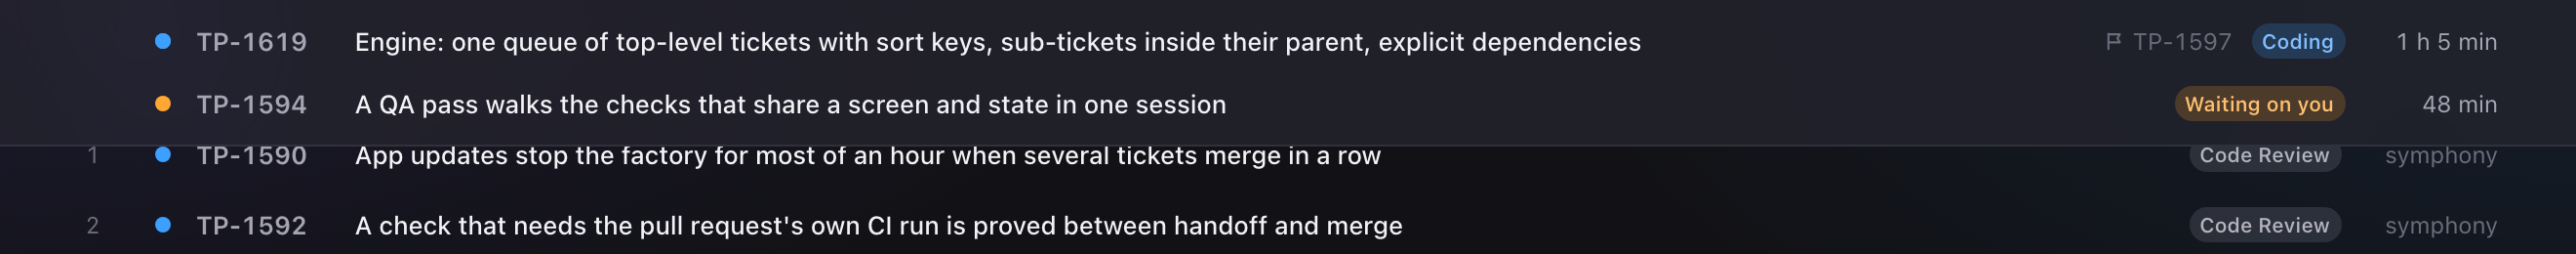 TP-1619 Engine: one queue of top-level tickets with sort keys, sub-tickets inside their parent, explicit dependencies TP-1597 Coding 1 h 5 min
TP-1594 A QA pass walks the checks that share a screen and state in one session Waiting on you 48 min
1 TP-1590 App updates stop the factory for most of an hour when several tickets merge in a row Code Review symphony
2 TP-1592 A check that needs the pull request's own CI run is proved between handoff and merge Code Review symphony